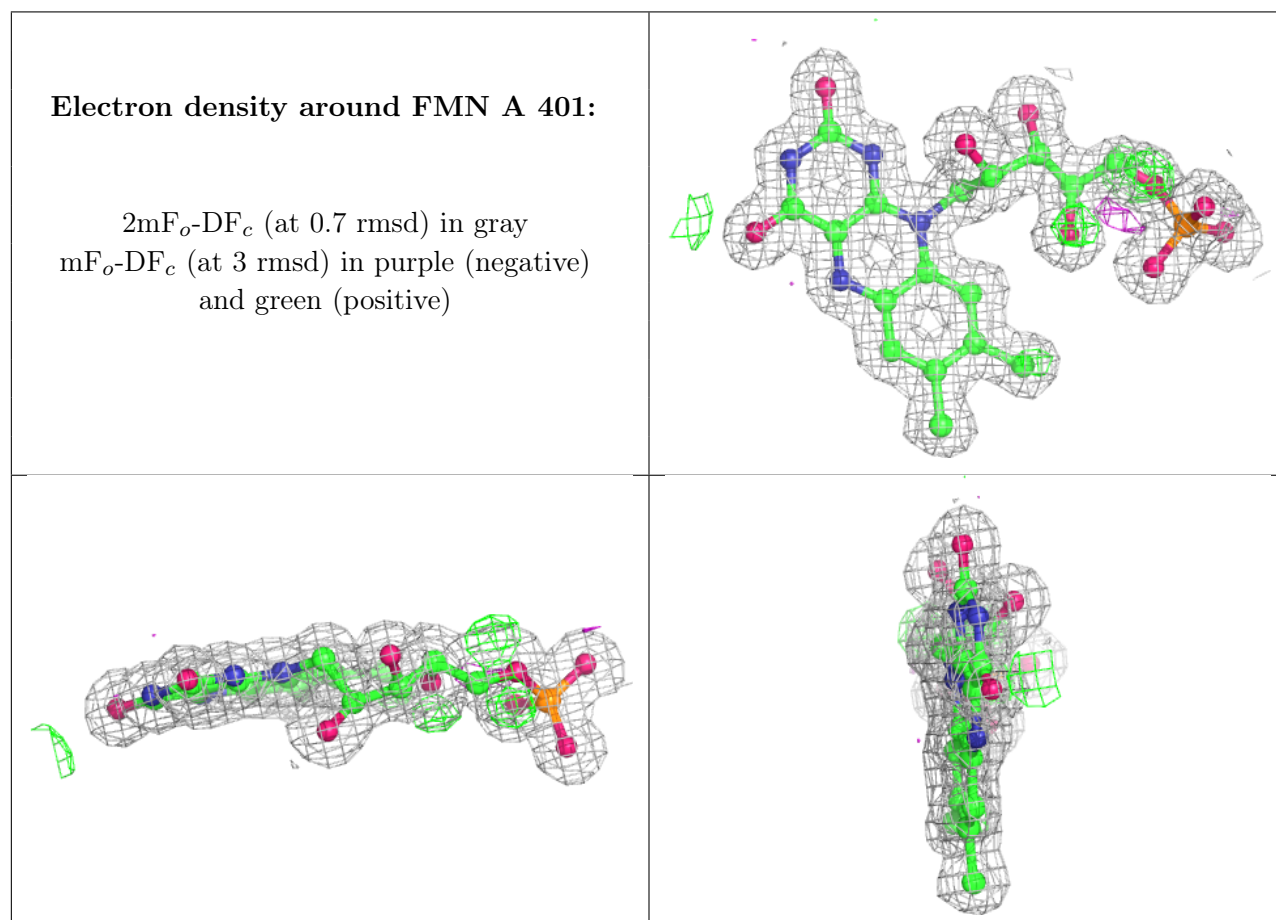 Electron density around FMN A 401:
2mFₒ-DF𝒸 (at 0.7 rmsd) in gray
mFₒ-DF𝒸 (at 3 rmsd) in purple (negative)
and green (positive)